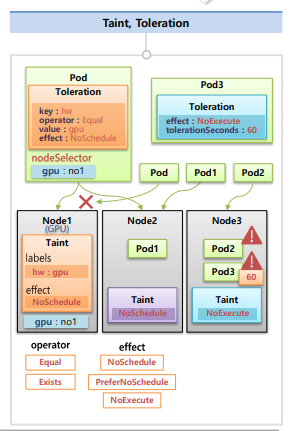 Taint, Toleration
Pod
Toleration
key : hw
operator : Equal
value : gpu
effect : NoSchedule
nodeSelector
gpu : no1
Pod3
Toleration
effect : NoExecute
tolerationSeconds : 60
Pod
Pod1
Pod2
Node1
(GPU)
Taint
labels
hw : gpu
effect
NoSchedule
gpu : no1
Node2
Pod1
Taint
NoSchedule
Node3
Pod2
Pod3
60
Taint
NoExecute
operator
Equal
Exists
effect
NoSchedule
PreferNoSchedule
NoExecute